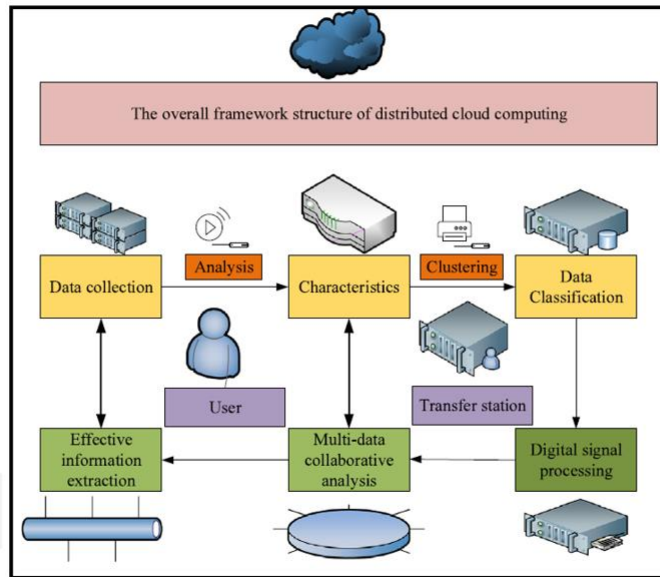 The overall framework structure of distributed cloud computing
Analysis
Clustering
Data collection
Characteristics
Data
Classification
User
Transfer station
Effective
information
extraction
Multi-data
collaborative
analysis
Digital signal
processing